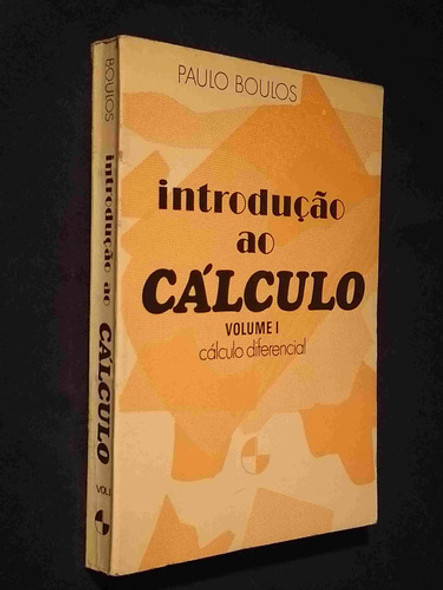 PAULO BOULOS
introdução
ao
CÁLCULO
VOLUME I
cálculo diferencial
BOULOS
introdução ao CÁLCULO
VOL.I